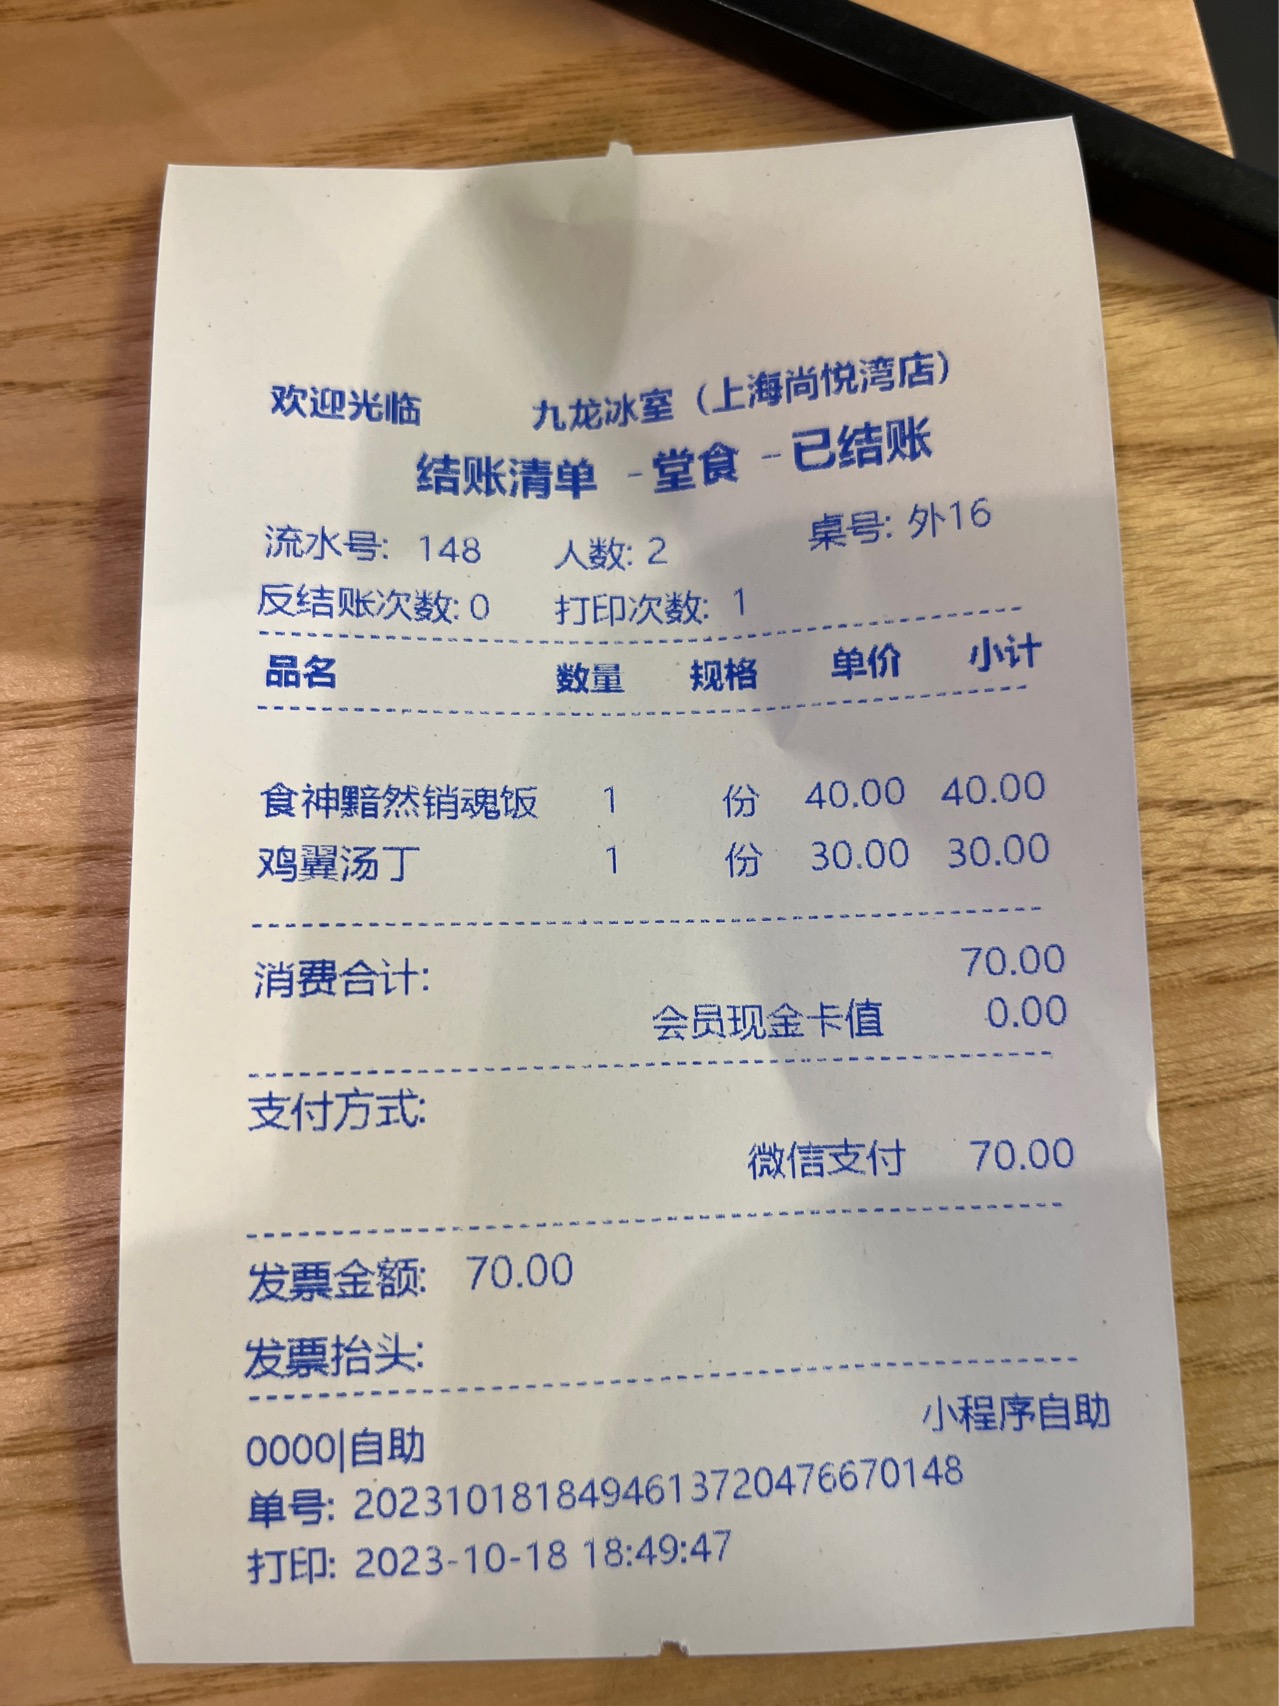 欢迎光临 九龙冰室（上海尚悦湾店）
结账清单 - 堂食 - 已结账
流水号: 148 人数: 2 桌号: 外16
反结账次数: 0 打印次数: 1
品名 数量 规格 单价 小计
食神黯然销魂饭 1 份 40.00 40.00
鸡翼汤丁 1 份 30.00 30.00
消费合计: 70.00
会员现金卡值 0.00
支付方式:
微信支付 70.00
发票金额: 70.00
发票抬头:
0000|自助 小程序自助
单号: 2023101818494613720476670148
打印: 2023-10-18 18:49:47